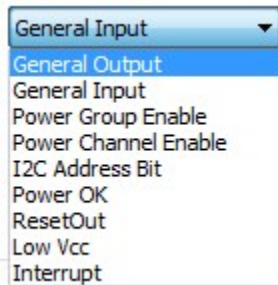 General Input
General Output
General Input
Power Group Enable
Power Channel Enable
I2C Address Bit
Power OK
ResetOut
Low Vcc
Interrupt